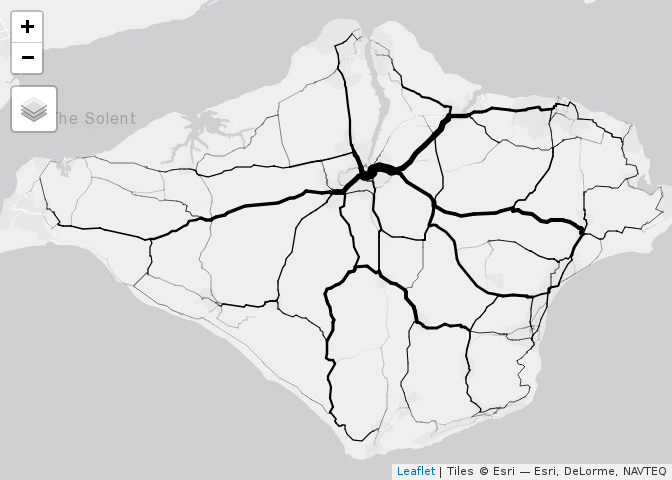 +
he Solent
−
Leaflet | Tiles © Esri — Esri, DeLorme, NAVTEQ